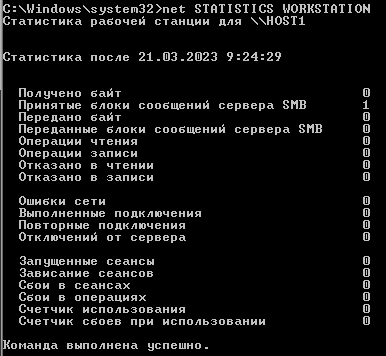 C:\Windows\system32>net STATISTICS WORKSTATION
Статистика рабочей станции для \\HOST1
Статистика после 21.03.2023 9:24:29
Получено байт 0
Принятые блоки сообщений сервера SMB 1
Передано байт 0
Переданные блоки сообщений сервера SMB 0
Операции чтения 0
Операции записи 0
Отказано в чтении 0
Отказано в записи 0
Ошибки сети 0
Выполненные подключения 0
Повторные подключения 0
Отключений от сервера 0
Запущенные сеансы 0
Зависание сеансов 0
Сбои в сеансах 0
Сбои в операциях 0
Счетчик использования 0
Счетчик сбоев при использовании 0
Команда выполнена успешно.